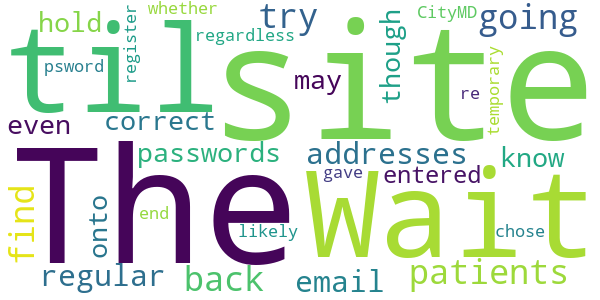 whether
CityMD
hold
try
going
register
regardless
though
til
site
psword
may
re
temporary
even
correct
The
passwords
addresses
know
Wait
gave
entered
find
onto
end
likely
chose
regular
back
email
patients